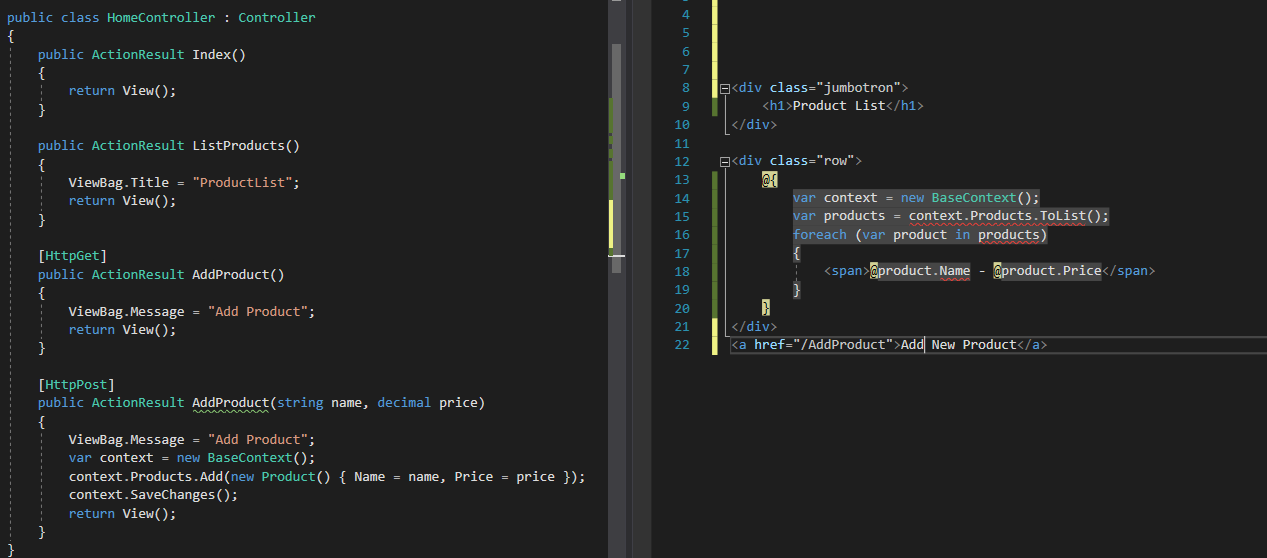 public class HomeController : Controller
{
public ActionResult Index()
{
return View();
}
public ActionResult ListProducts()
{
ViewBag.Title = "ProductList";
return View();
}
[HttpGet]
public ActionResult AddProduct()
{
ViewBag.Message = "Add Product";
return View();
}
[HttpPost]
public ActionResult AddProduct(string name, decimal price)
{
ViewBag.Message = "Add Product";
var context = new BaseContext();
context.Products.Add(new Product() { Name = name, Price = price });
context.SaveChanges();
return View();
}
}
4
5
6
7
8 <div class="jumbotron">
9 <h1>Product List</h1>
10 </div>
11
12 <div class="row">
13 @{
14 var context = new BaseContext();
15 var products = context.Products.ToList();
16 foreach (var product in products)
17 {
18 <span>@product.Name - @product.Price</span>
19 }
20 }
21 </div>
22 <a href="/AddProduct">Add New Product</a>